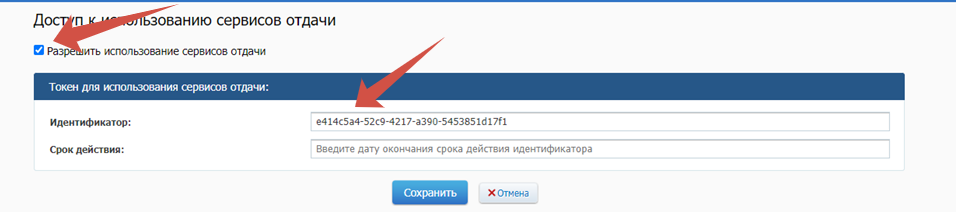 Доступ к использованию сервисов отдачи
Разрешить использование сервисов отдачи
Токен для использования сервисов отдачи:
Идентификатор: e414c5a4-52c9-4217-a390-5453851d17f1
Срок действия: Введите дату окончания срока действия идентификатора
Сохранить Отмена